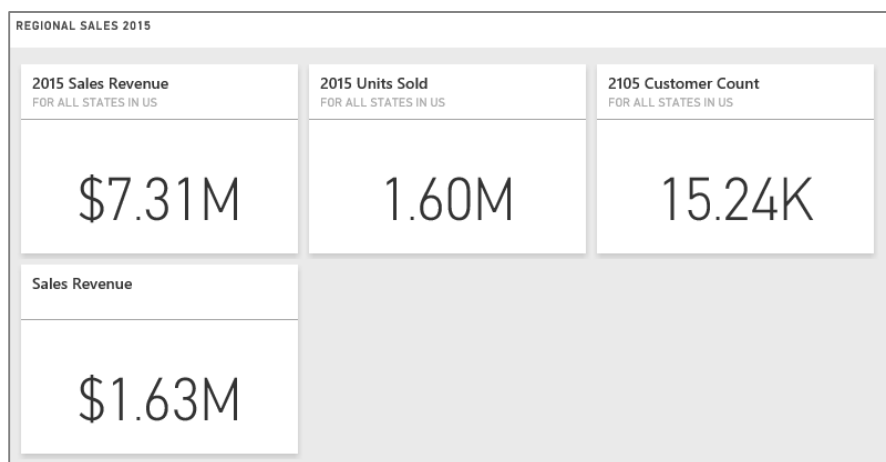 REGIONAL SALES 2015
2015 Sales Revenue
FOR ALL STATES IN US
$7.31M
2015 Units Sold
FOR ALL STATES IN US
1.60M
2105 Customer Count
FOR ALL STATES IN US
15.24K
Sales Revenue
$1.63M